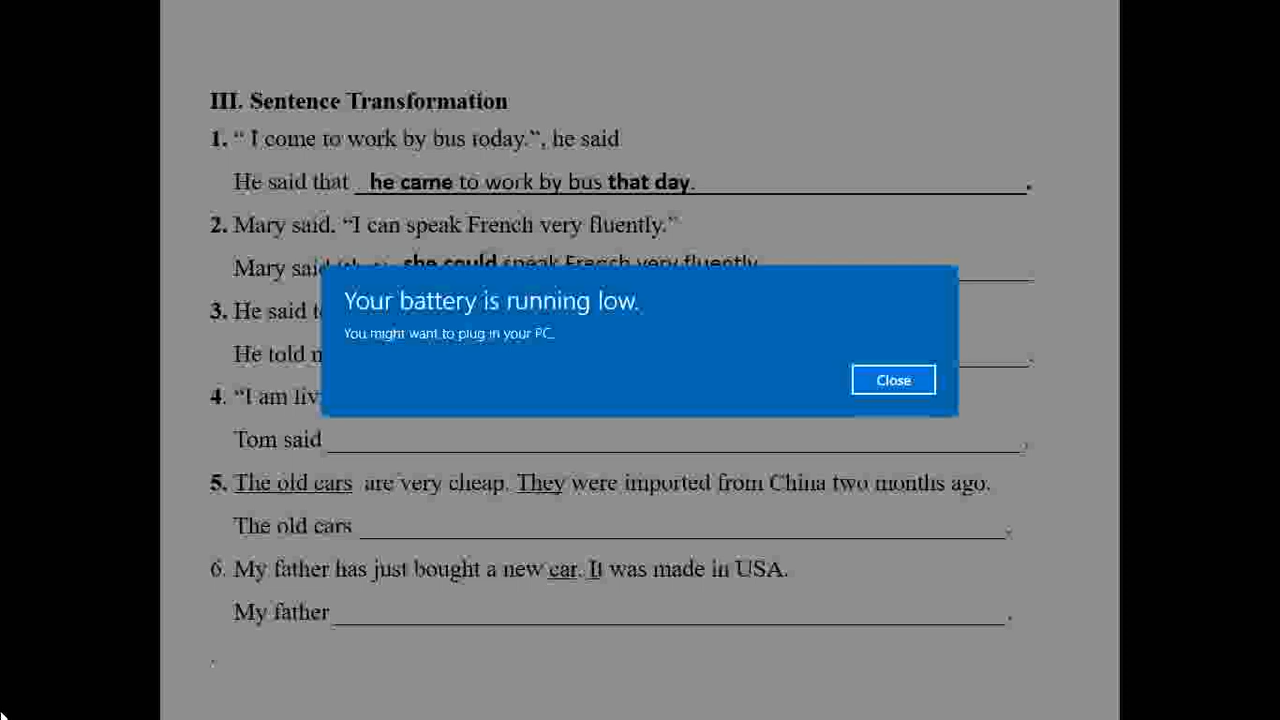 III. Sentence Transformation
1. “ I come to work by bus today.”, he said
He said that he came to work by bus that day. .
2. Mary said. “I can speak French very fluently.”
Mary said she could speak French very fluently
3. He said
He told
4. “I am
Tom said .
5. The old cars are very cheap. They were imported from China two months ago.
The old cars .
6. My father has just bought a new car. It was made in USA.
My father .
.
Your battery is running low.
You might want to plug in your PC.
Close